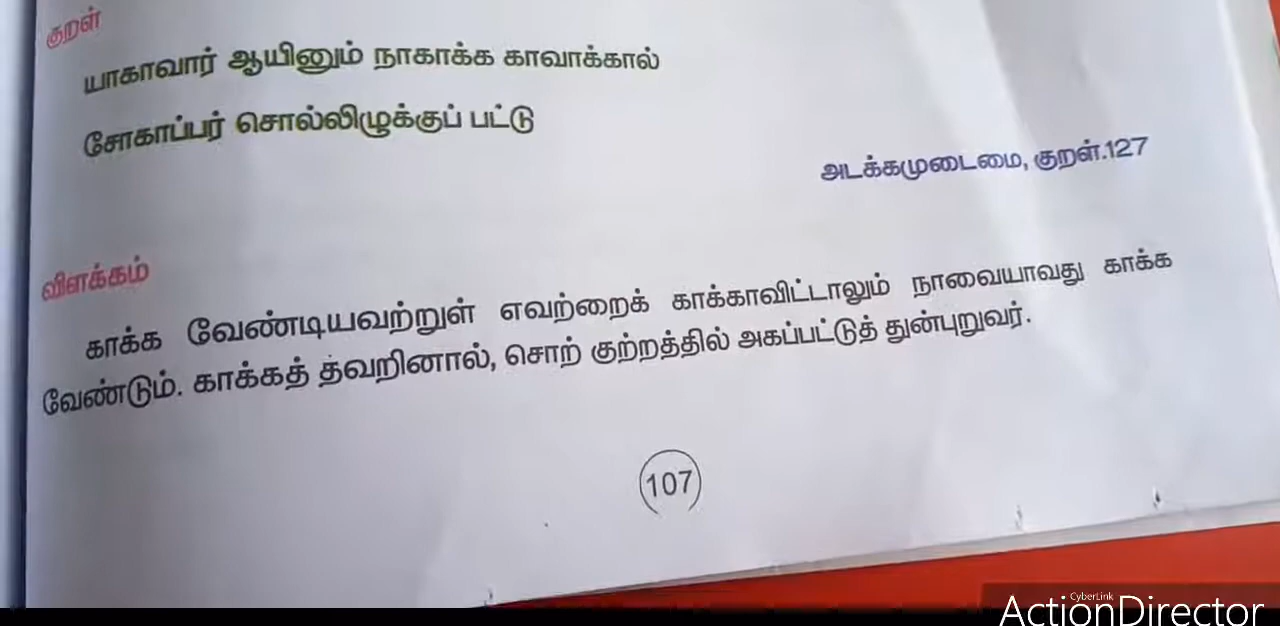 குறள்
யாகாவார் ஆயினும் நாகாக்க காவாக்கால்
சோகாப்பர் சொல்லிழுக்குப் பட்டு
அடக்கமுடைமை, குறள்.127
விளக்கம்
காக்க வேண்டியவற்றுள் எவற்றைக் காக்காவிட்டாலும் நாவையாவது காக்க
வேண்டும். காக்கத் தவறினால், சொற் குற்றத்தில் அகப்பட்டுத் துன்புறுவர்.
107
CyberLink
ActionDirector